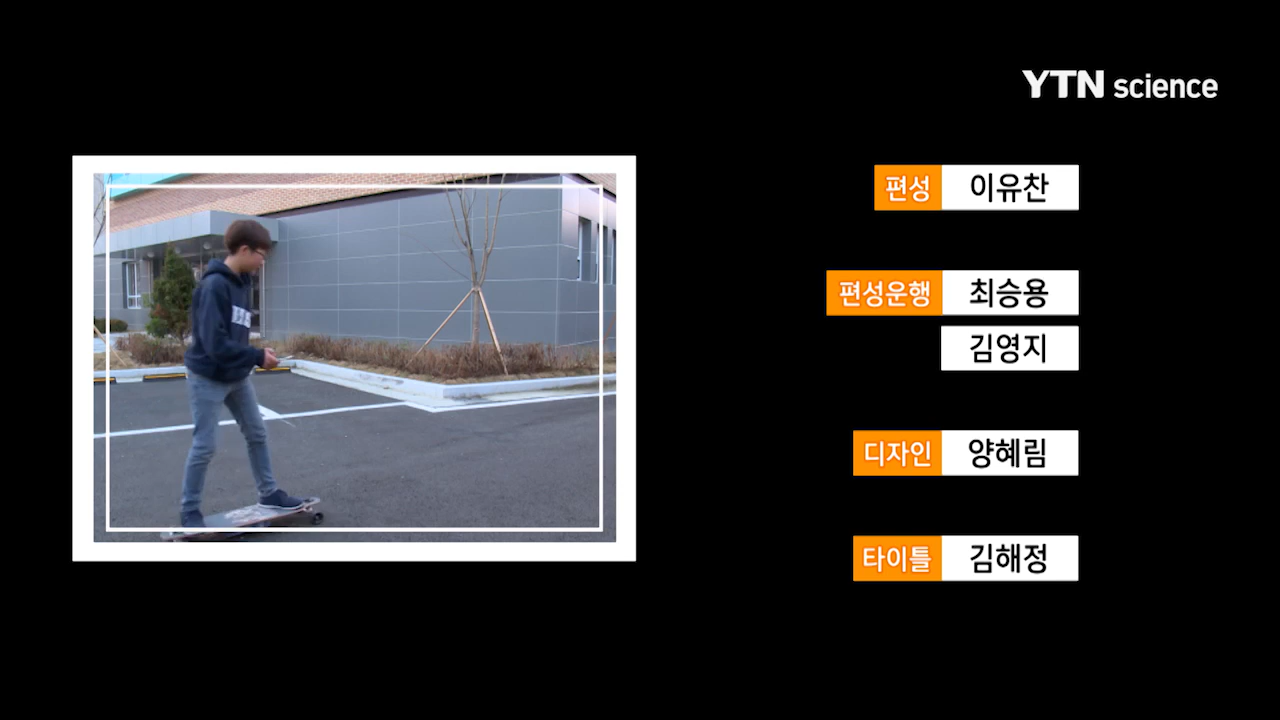 YTN science
편성 이유찬
편성운행 최승용
김영지
디자인 양혜림
타이틀 김해정